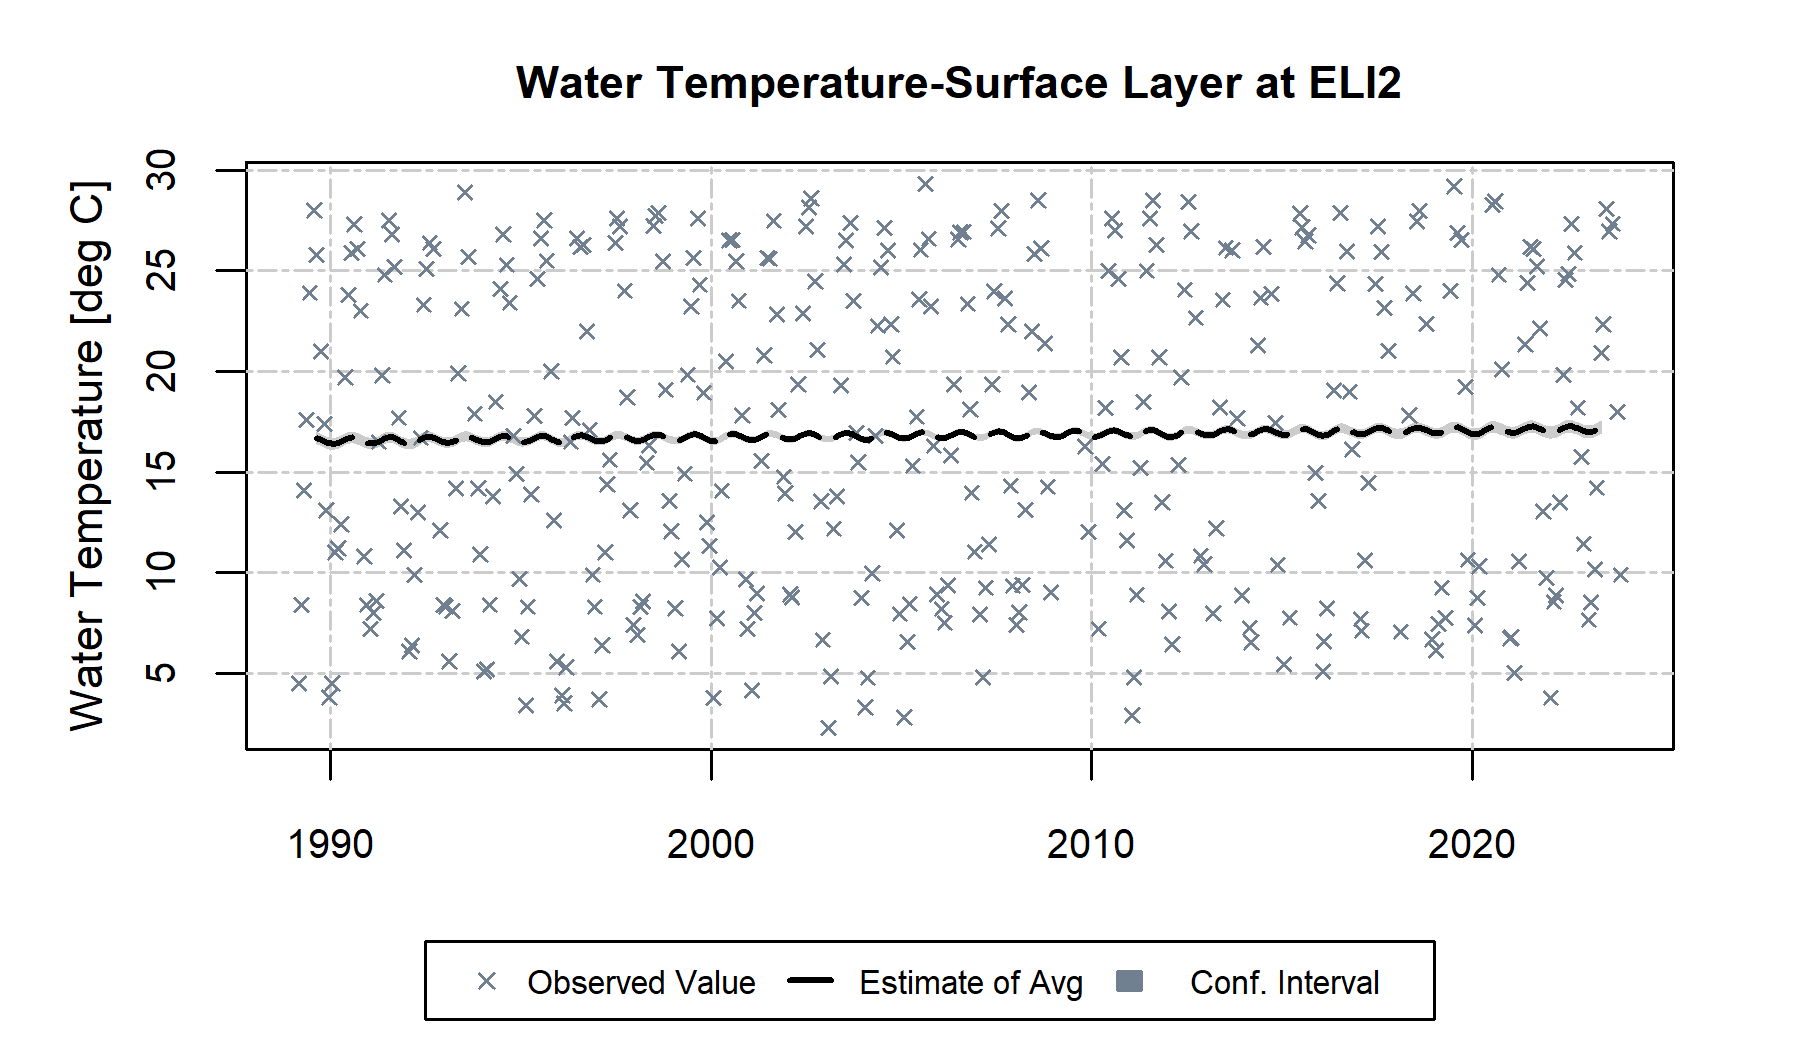 Water Temperature-Surface Layer at ELI2
Water Temperature [deg C]
30
25
20
15
10
5
1990 2000 2010 2020
Observed Value Estimate of Avg Conf. Interval